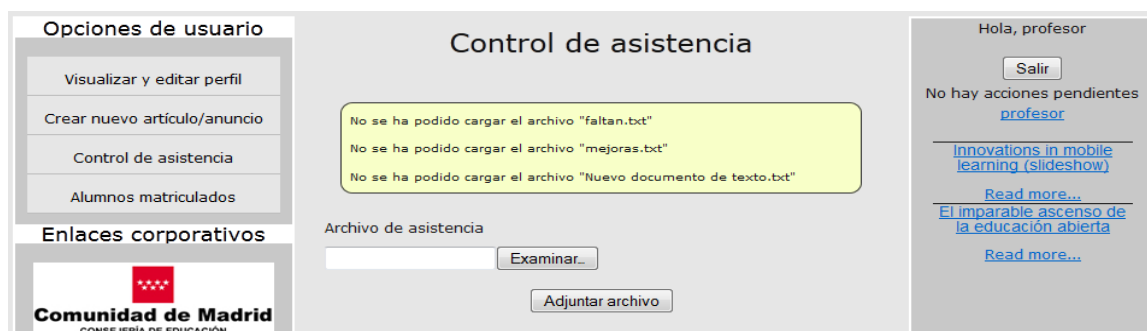 Opciones de usuario
Visualizar y editar perfil
Crear nuevo artículo/anuncio
Control de asistencia
Alumnos matriculados
Enlaces corporativos
Comunidad de Madrid
CONSEJERÍA DE EDUCACIÓN
Control de asistencia
No se ha podido cargar el archivo "faltan.txt"
No se ha podido cargar el archivo "mejoras.txt"
No se ha podido cargar el archivo "Nuevo documento de texto.txt"
Archivo de asistencia
Examinar...
Adjuntar archivo
Hola, profesor
Salir
No hay acciones pendientes
profesor
Innovations in mobile
learning (slideshow)
Read more...
El imparable ascenso de
la educación abierta
Read more...